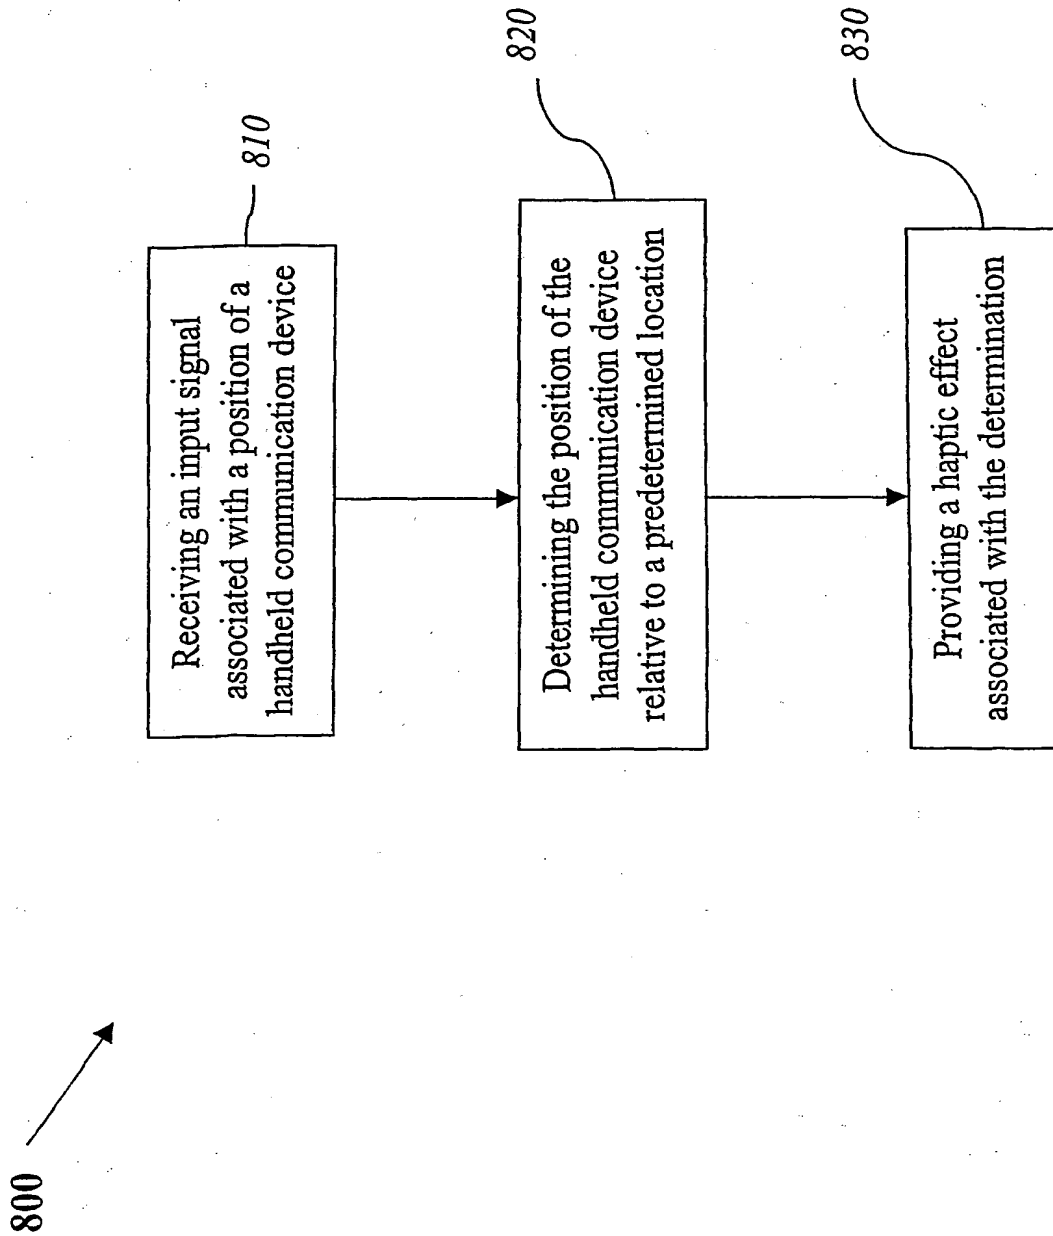 800
Receiving an input signal
associated with a position of a
handheld communication device
810
Determining the position of the
handheld communication device
relative to a predetermined location
820
Providing a haptic effect
associated with the determination
830